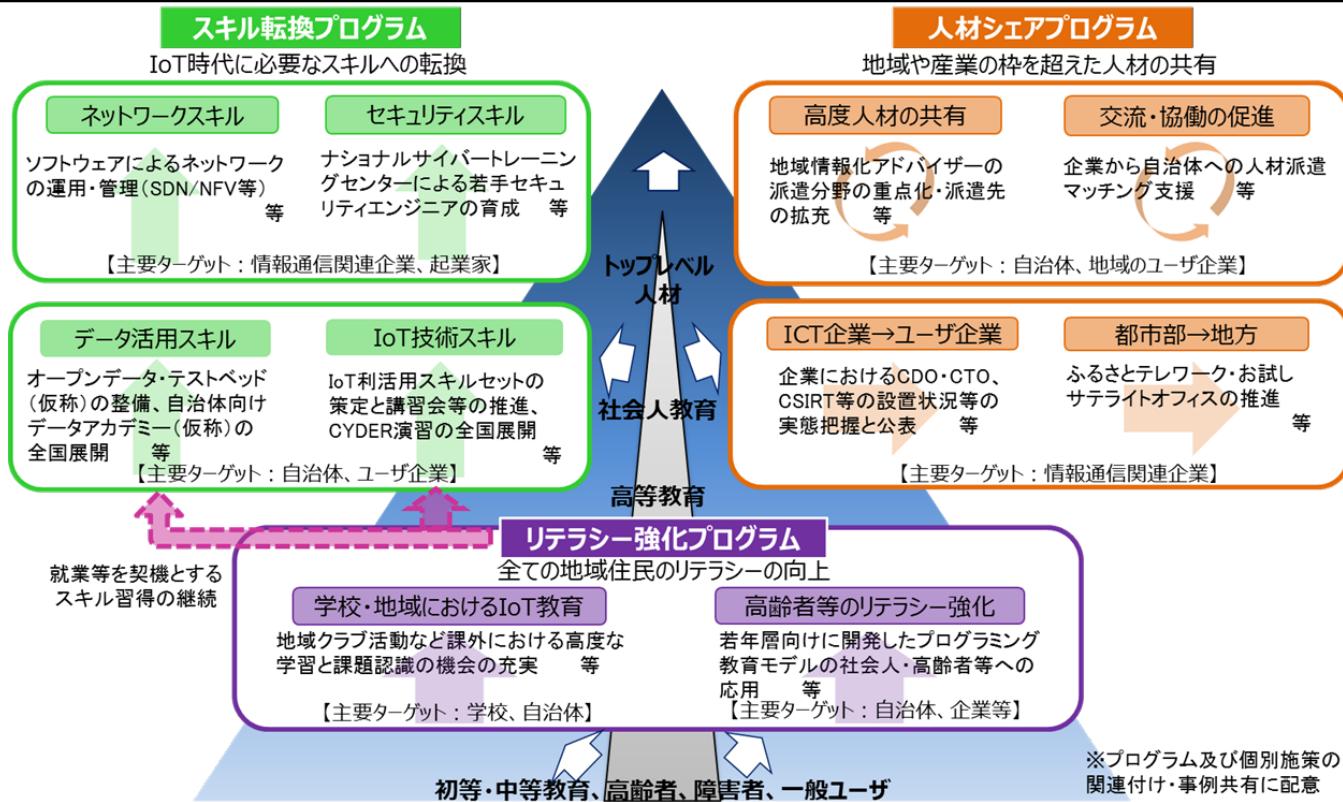 スキル転換プログラム
IoT時代に必要なスキルへの転換
ネットワークスキル
ソフトウェアによるネットワーク
の運用・管理(SDN/NFV等)
等
セキュリティスキル
ナショナルサイバートレーニン
グセンターによる若手セキュ
リティエンジニアの育成 等
【主要ターゲット：情報通信関連企業、起業家】
データ活用スキル
オープンデータ・テストベッド
(仮称)の整備、自治体向け
データアカデミー(仮称)の
全国展開 等
IoT技術スキル
IoT利活用スキルセットの
策定と講習会等の推進、
CYDER演習の全国展開
等
【主要ターゲット：自治体、ユーザ企業】
人材シェアプログラム
地域や産業の枠を超えた人材の共有
高度人材の共有
地域情報化アドバイザーの
派遣分野の重点化・派遣先
の拡充 等
交流・協働の促進
企業から自治体への人材派遣
マッチング支援 等
【主要ターゲット：自治体、地域のユーザ企業】
ICT企業→ユーザ企業
企業におけるCDO・CTO、
CSIRT等の設置状況等の
実態把握と公表 等
都市部→地方
ふるさとテレワーク・お試し
サテライトオフィスの推進
等
【主要ターゲット：情報通信関連企業】
トップレベル
人材
社会人教育
高等教育
リテラシー強化プログラム
全ての地域住民のリテラシーの向上
就業等を契機とする
スキル習得の継続
学校・地域におけるIoT教育
地域クラブ活動など課外における高度な
学習と課題認識の機会の充実 等
【主要ターゲット：学校、自治体】
高齢者等のリテラシー強化
若年層向けに開発したプログラミング
教育モデルの社会人・高齢者等への
応用 等
【主要ターゲット：自治体、企業等】
初等・中等教育、高齢者、障害者、一般ユーザ
※プログラム及び個別施策の
関連付け・事例共有に配意